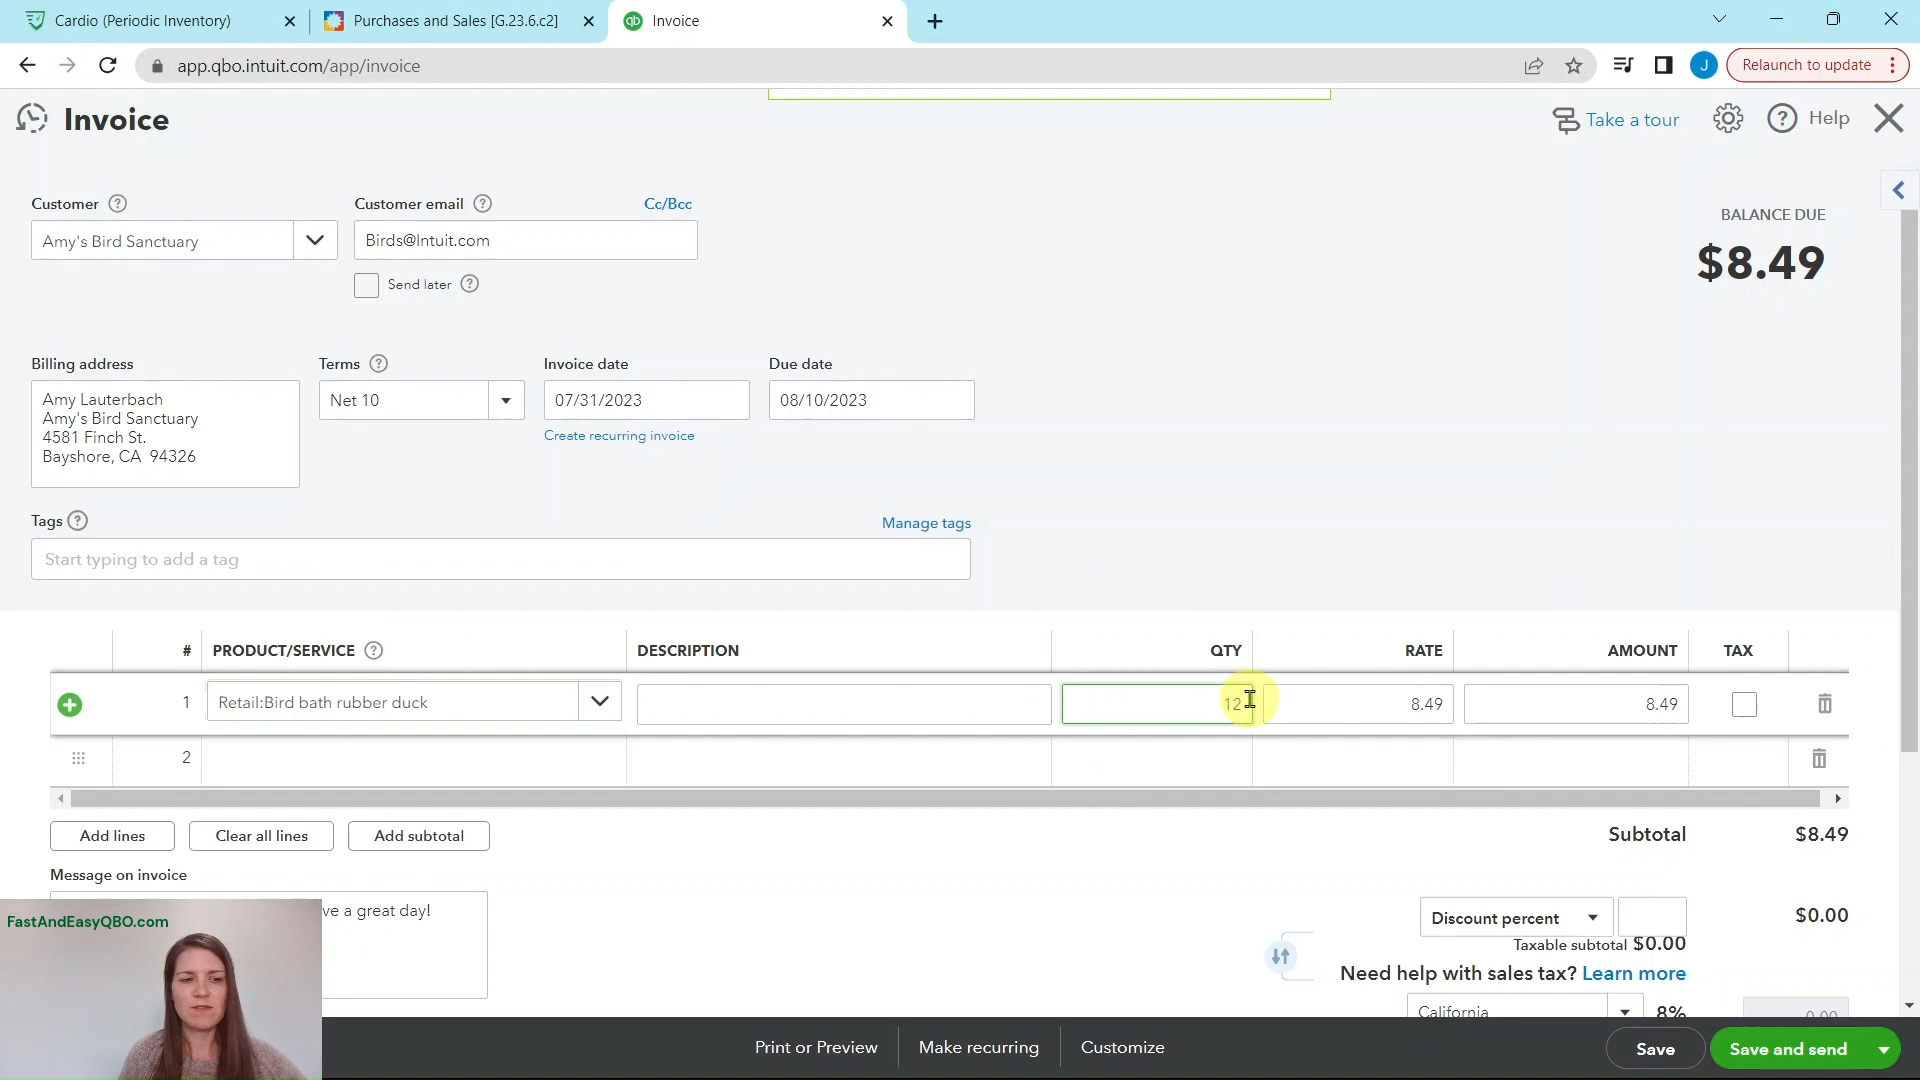 Cardio (Periodic Inventory)
Purchases and Sales [G.23.6.c2]
qb Invoice
app.qbo.intuit.com/app/invoice
J
Relaunch to update
Invoice
Take a tour
Help
Customer
Customer email
Cc/Bcc
BALANCE DUE
Amy's Bird Sanctuary
Birds@Intuit.com
$8.49
Send later
Billing address
Terms
Invoice date
Due date
Amy Lauterbach
Amy's Bird Sanctuary
4581 Finch St.
Bayshore, CA 94326
Net 10
07/31/2023
08/10/2023
Create recurring invoice
Tags
Manage tags
Start typing to add a tag
# PRODUCT/SERVICE DESCRIPTION QTY RATE AMOUNT TAX
1 Retail:Bird bath rubber duck 12 8.49 8.49
2
Add lines
Clear all lines
Add subtotal
Subtotal $8.49
Message on invoice
ve a great day!
Discount percent
$0.00
Taxable subtotal $0.00
Need help with sales tax? Learn more
California
8%
0.00
FastAndEasyQBO.com
Print or Preview
Make recurring
Customize
Save
Save and send